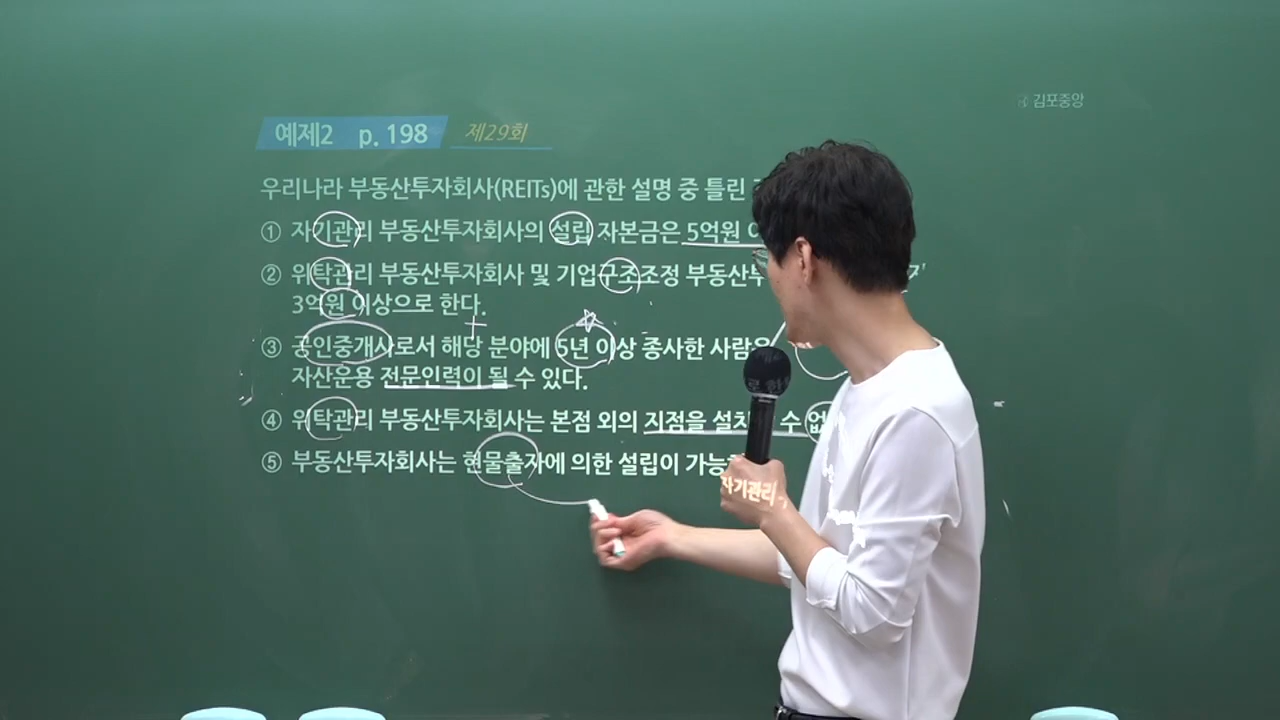 김포중앙
예제2 p. 198 제29회
우리나라 부동산투자회사(REITs)에 관한 설명 중 틀린
① 자기관리 부동산투자회사의 설립 자본금은 5억원
② 위탁관리 부동산투자회사 및 기업구조조정
3억원 이상으로 한다.
③ 공인중개사로서 해당 분야에 5년 이상 종사한 사람은
자산운용 전문인력이 될 수 있다.
④ 위탁관리 부동산투자회사는 본점 외의 지점을 수
⑤ 부동산투자회사는 현물출자에 의한 설립이
자기관리